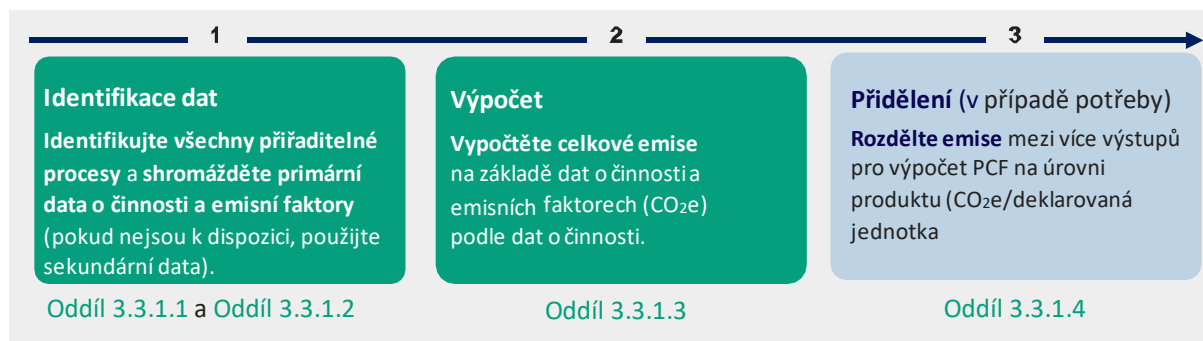 1
2
3
Identifikace dat
Identifikujte všechny přiřaditelné
procesy a shromážděte primární
data o činnosti a emisní faktory
(pokud nejsou k dispozici, použijte
sekundární data).
Výpočet
Vypočtěte celkové emise
na základě dat o činnosti a
emisních faktorech (CO₂e)
podle dat o činnosti.
Přidělení (v případě potřeby)
Rozdělte emise mezi více výstupů
pro výpočet PCF na úrovni
produktu (CO₂e/deklarovaná
jednotka
Oddíl 3.3.1.1 a Oddíl 3.3.1.2
Oddíl 3.3.1.3
Oddíl 3.3.1.4